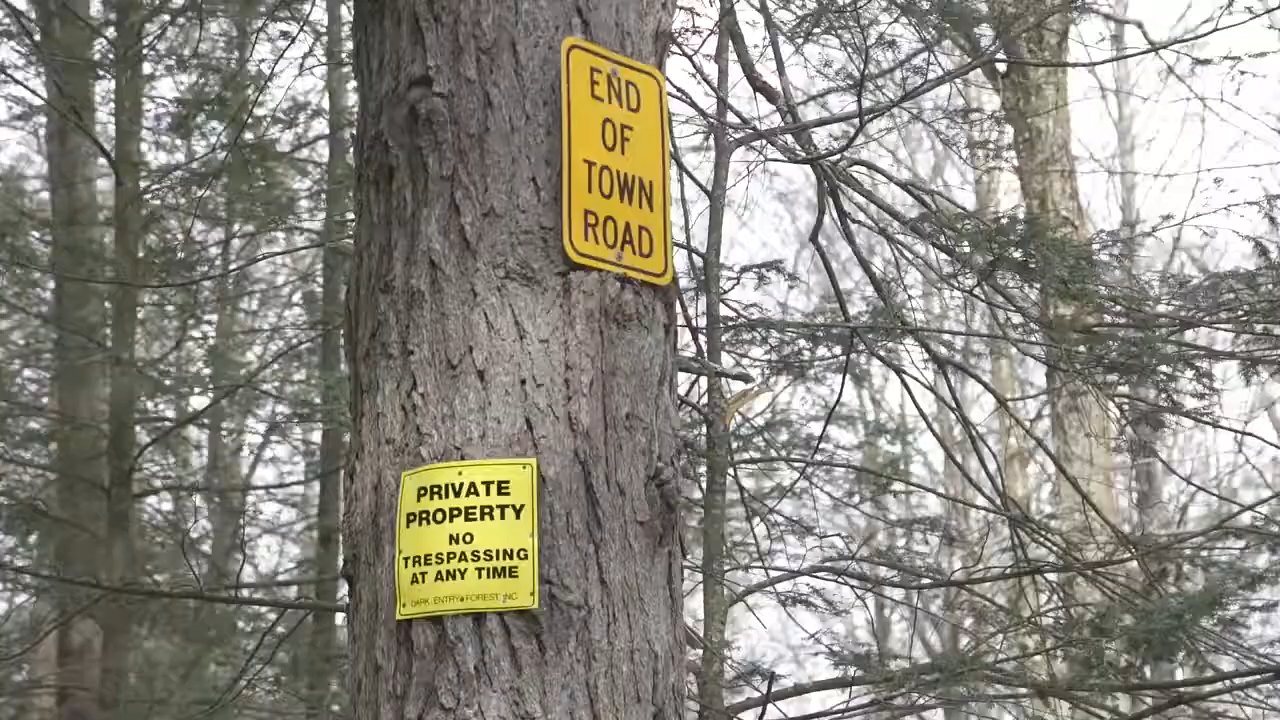 END
OF
TOWN
ROAD
PRIVATE
PROPERTY
NO
TRESPASSING
AT ANY TIME
DARK ENTRY FOREST, INC.